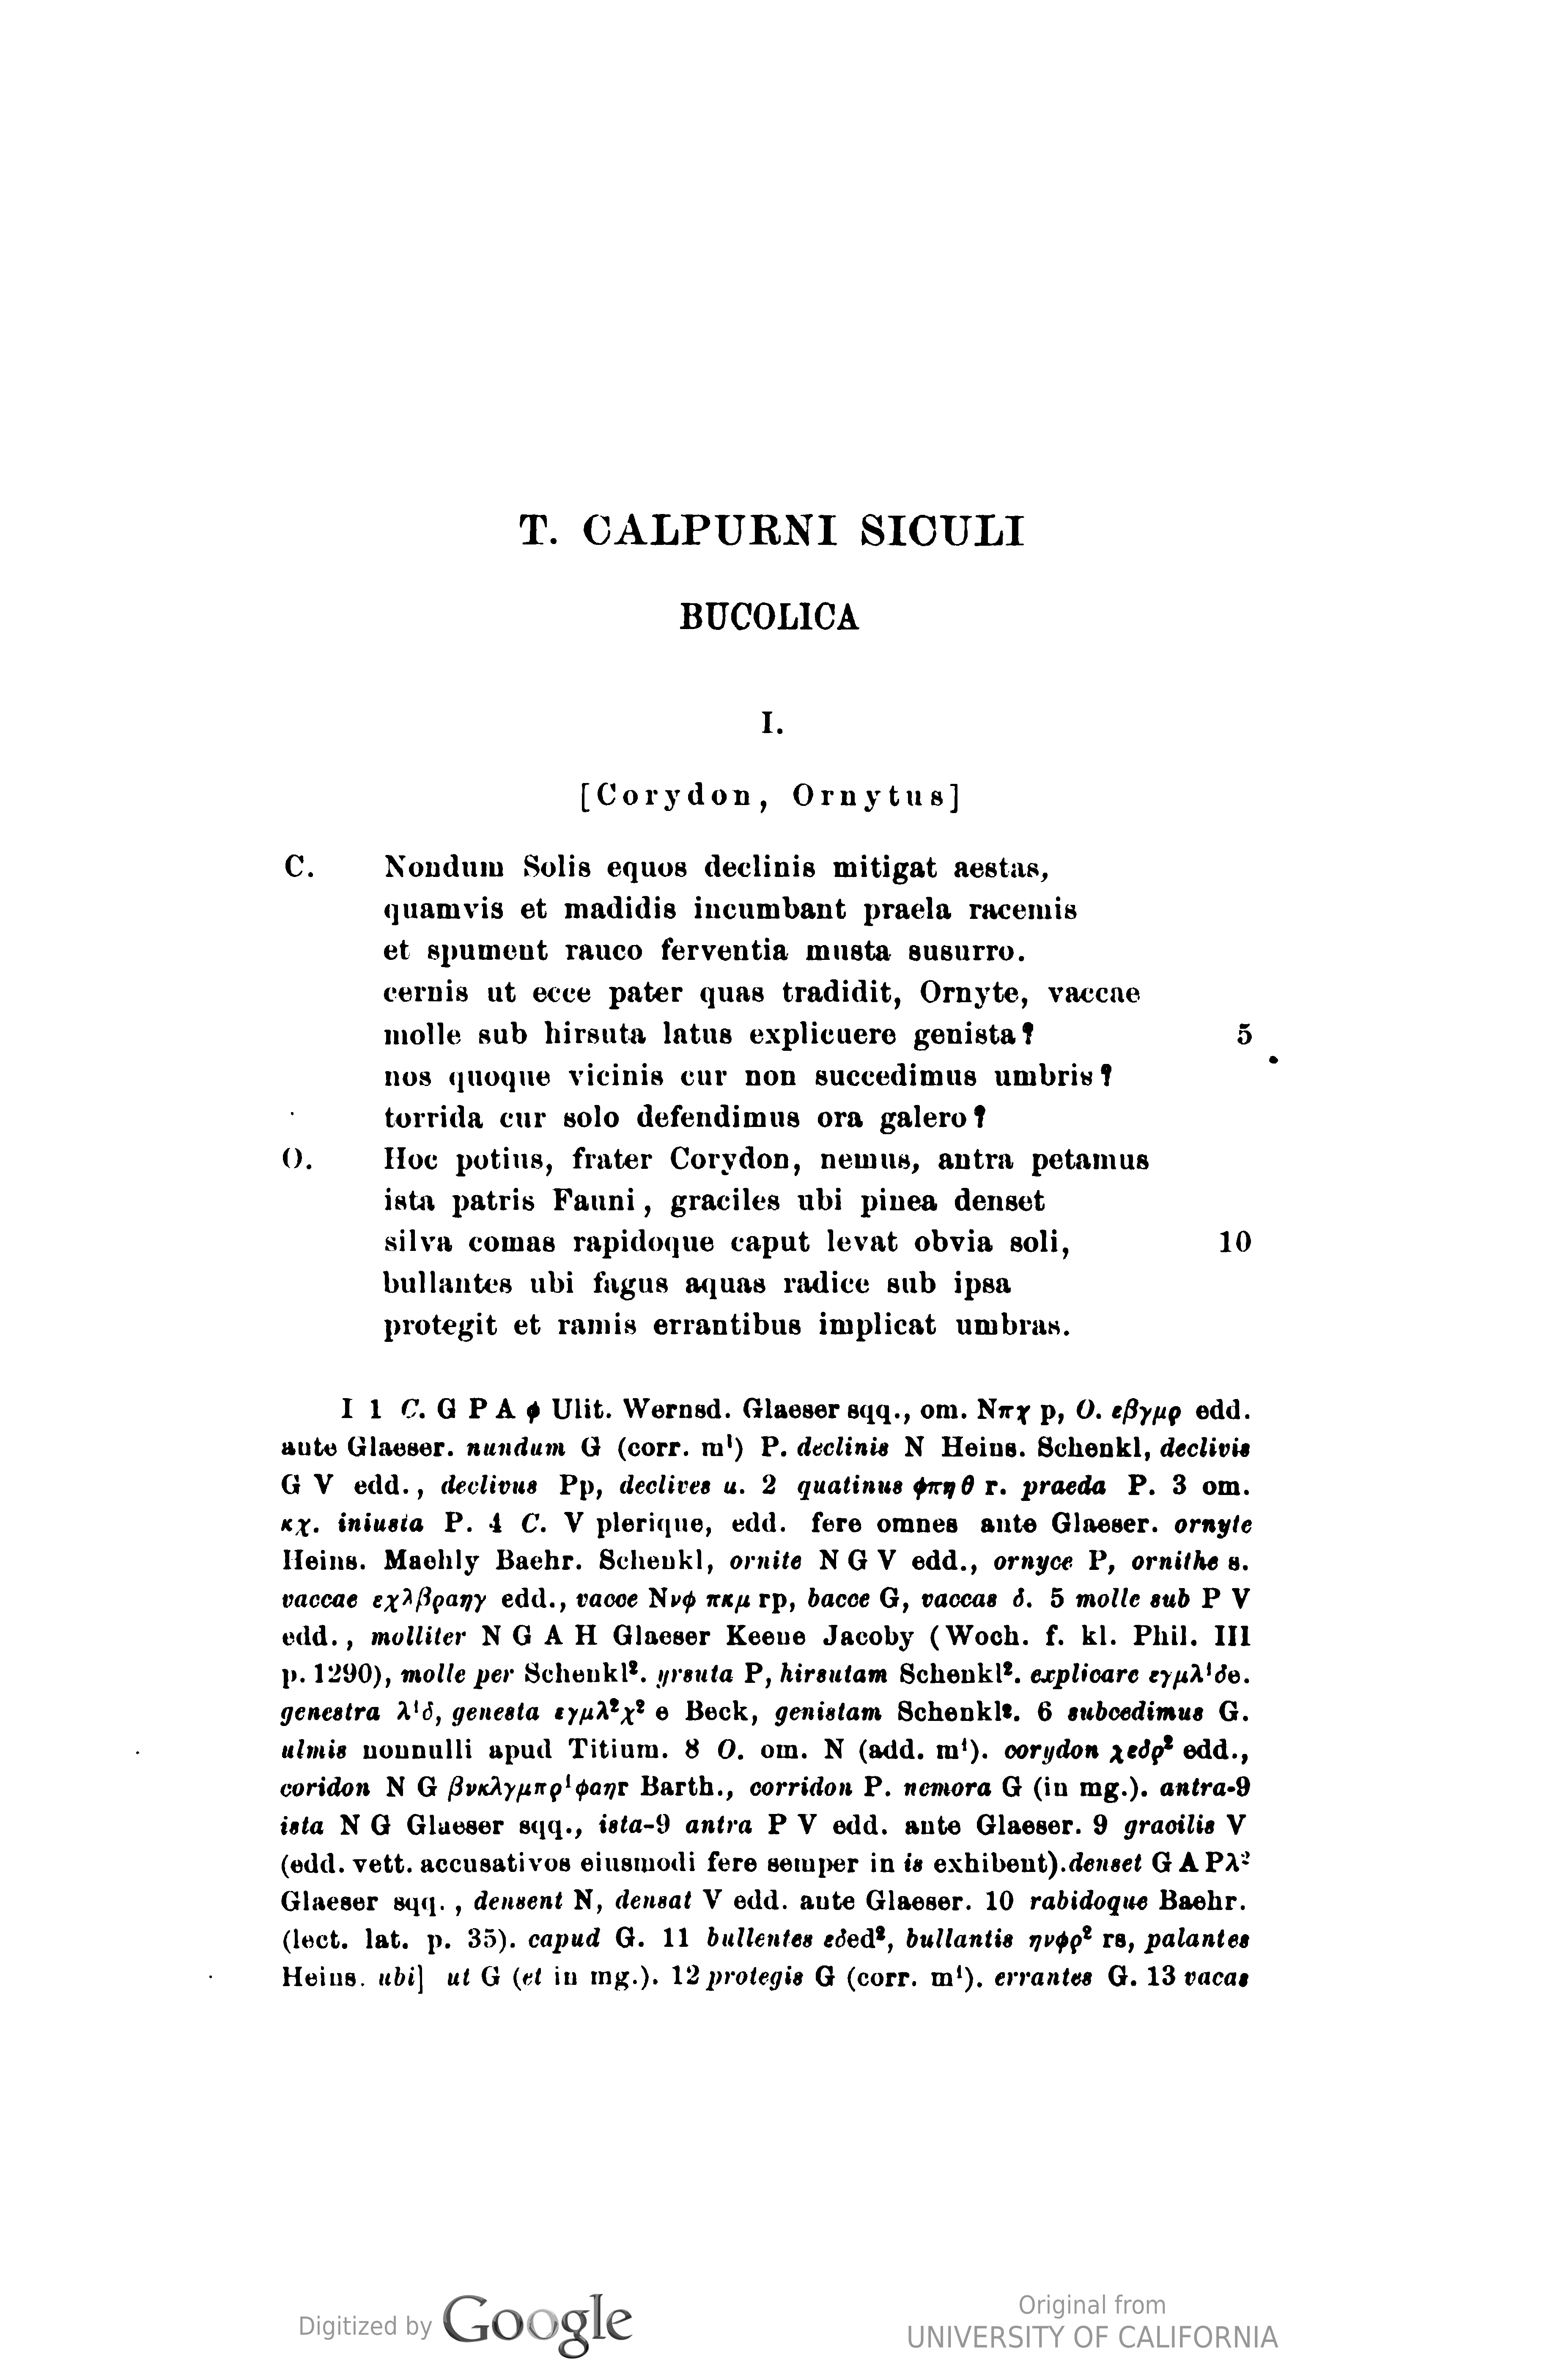 T. CALPURNI SICULI
BUCOLICA
I.
[Corydon, Ornytus]
C. Nondum Solis equos declinis mitigat aestas,
quamvis et madidis incumbant praela racemis
et spument rauco ferventia musta susurro.
cernis ut ecce pater quas tradidit, Ornyte, vaccae
molle sub hirsuta latus explicuere genista? 5
nos quoque vicinis cur non succedimus umbris?
torrida cur solo defendimus ora galero?
O. Hoc potius, frater Corydon, nemus, antra petamus
ista patris Fauni, graciles ubi pinea denset
silva comas rapidoque caput levat obvia soli, 10
bullantes ubi fagus aquas radice sub ipsa
protegit et ramis errantibus implicat umbras.
I 1 C. G P A φ Ulit. Wernsd. Glaeser sqq., om. Nπχ p, O. εβγμρ edd.
ante Glaeser. nundum G (corr. m¹) P. declinis N Heins. Schenkl, declivis
G V edd., declivus Pp, declives u. 2 quatinus φπηθ r. praeda P. 3 om.
κχ. iniusta P. 4 C. V plerique, edd. fere omnes ante Glaeser. ornyte
Heins. Maehly Baehr. Schenkl, ornite N G V edd., ornyce P, ornithe s.
vaccae εχλβραηγ edd., vacce Nνφ πκμ rp, bacce G, vaccas δ. 5 molle sub P V
edd., molliter N G A H Glaeser Keene Jacoby (Woch. f. kl. Phil. III
p. 1290), molle per Schenkl². yrsuta P, hirsutam Schenkl². explicare εγμλ¹δe.
genestra λ¹δ, genesta εγμλ²χ² e Beck, genistam Schenkl². 6 subcedimus G.
ulmis nonnulli apud Titium. 8 O. om. N (add. m¹). corydon χεδρ² edd.,
coridon N G βνκλγμπρ¹φαηr Barth., corridon P. nemora G (in mg.). antra-9
ista N G Glaeser sqq., ista-9 antra P V edd. ante Glaeser. 9 gracilis V
(edd. vett. accusativos eiusmodi fere semper in is exhibent). denset G A Pλ²
Glaeser sqq., densent N, densat V edd. ante Glaeser. 10 rabidoque Baehr.
(lect. lat. p. 35). capud G. 11 bullentes εδed², bullantis ηνφρ² rs, palantes
Heins. ubi] ut G (et in mg.). 12 protegis G (corr. m¹). errantes G. 13 vacas
Digitized by Google
Original from
UNIVERSITY OF CALIFORNIA